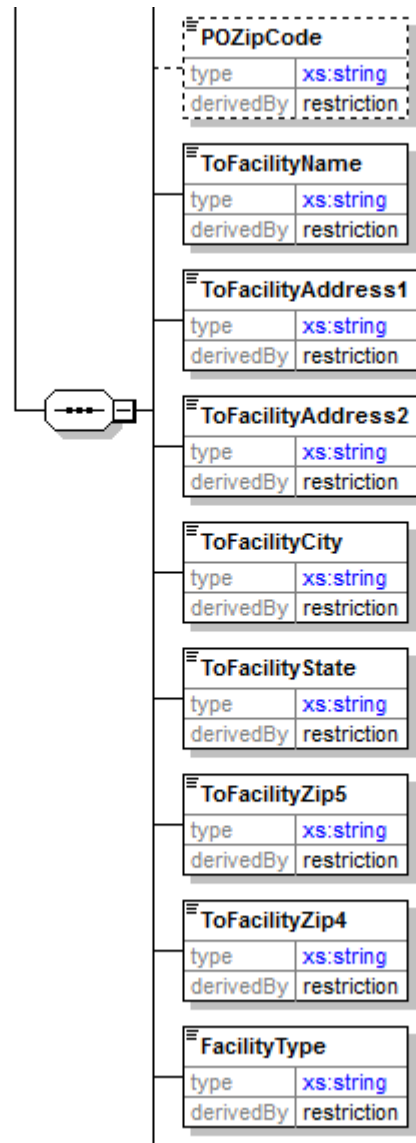 POZipCode
type xs:string
derivedBy restriction
ToFacilityName
type xs:string
derivedBy restriction
ToFacilityAddress1
type xs:string
derivedBy restriction
ToFacilityAddress2
type xs:string
derivedBy restriction
ToFacilityCity
type xs:string
derivedBy restriction
ToFacilityState
type xs:string
derivedBy restriction
ToFacilityZip5
type xs:string
derivedBy restriction
ToFacilityZip4
type xs:string
derivedBy restriction
FacilityType
type xs:string
derivedBy restriction